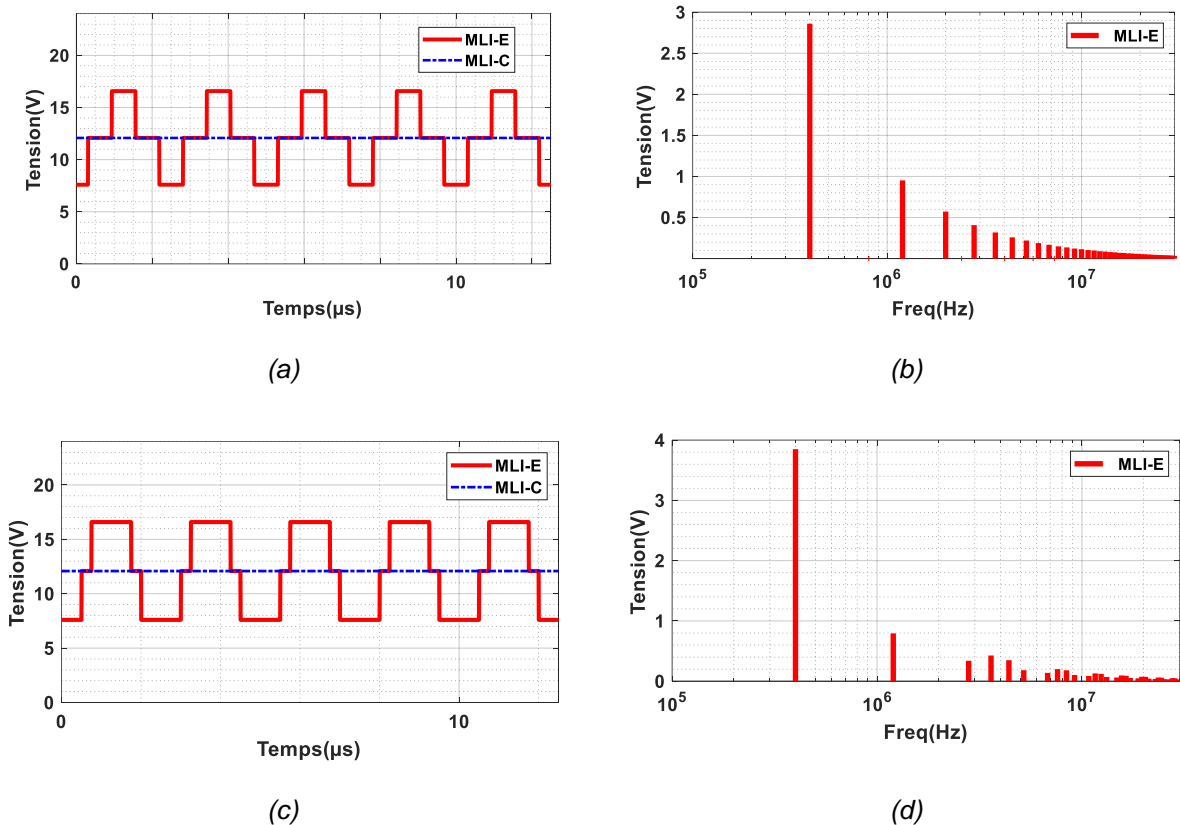 20
15
10
5
0
Tension(V)
MLI-E
MLI-C
0
10
Temps(µs)
(a)
3
2.5
2
1.5
1
0.5
Tension(V)
MLI-E
10^5
10^6
10^7
Freq(Hz)
(b)
20
15
10
5
0
Tension(V)
MLI-E
MLI-C
0
10
Temps(µs)
(c)
4
3
2
1
0
Tension(V)
MLI-E
10^5
10^6
10^7
Freq(Hz)
(d)